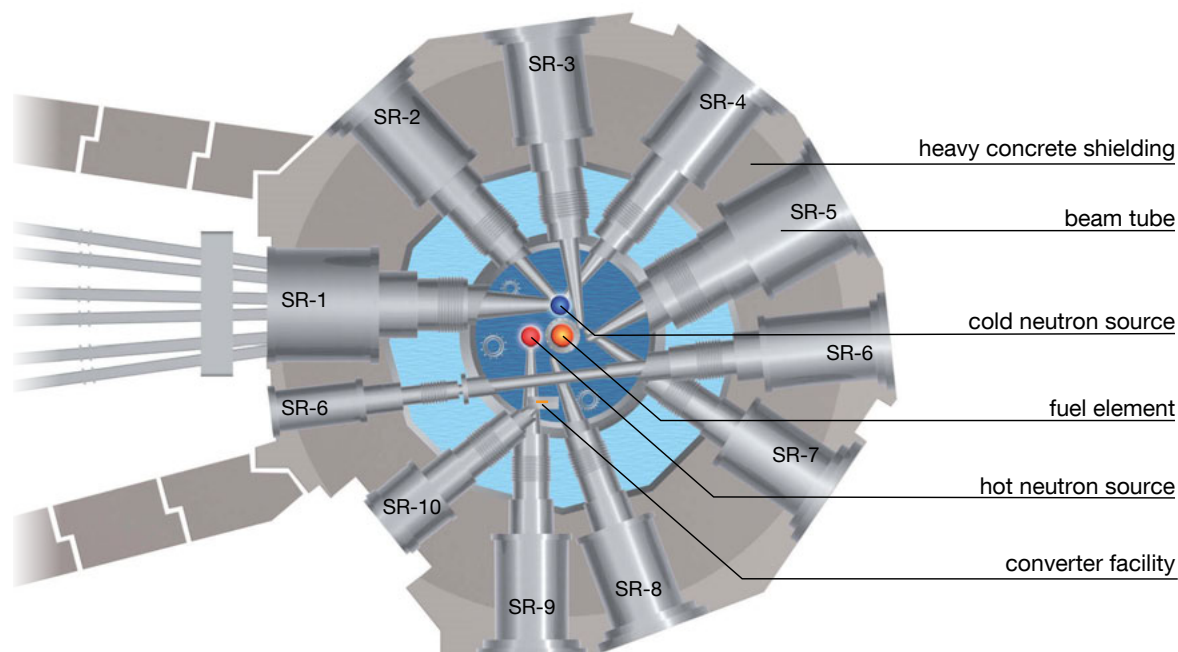 SR-3
SR-4
SR-2
heavy concrete shielding
SR-5
beam tube
SR-1
cold neutron source
SR-6
SR-6
fuel element
SR-7
hot neutron source
SR-10
converter facility
SR-8
SR-9